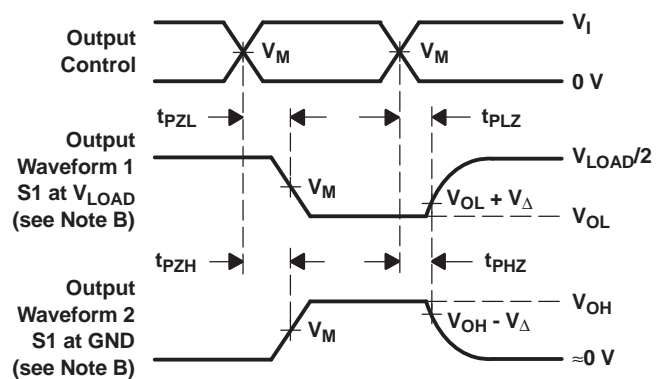 Output
Control
V_M
V_M
V_I
0 V
t_PZL
t_PLZ
Output
Waveform 1
S1 at V_LOAD
(see Note B)
V_M
V_LOAD/2
V_OL + V_Δ
V_OL
t_PZH
t_PHZ
Output
Waveform 2
S1 at GND
(see Note B)
V_M
V_OH
V_OH - V_Δ
≈0 V